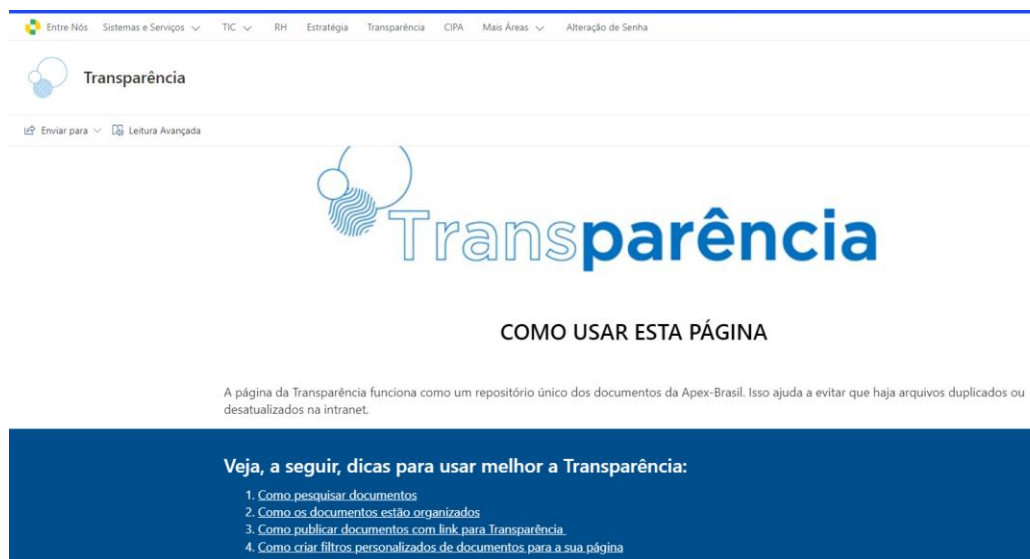 Entre Nós Sistemas e Serviços TIC RH Estratégia Transparência CIPA Mais Áreas Alteração de Senha
Transparência
Enviar para Leitura Avançada
Transparência
COMO USAR ESTA PÁGINA
A página da Transparência funciona como um repositório único dos documentos da Apex-Brasil. Isso ajuda a evitar que haja arquivos duplicados ou
desatualizados na intranet.
Veja, a seguir, dicas para usar melhor a Transparência:
1. Como pesquisar documentos
2. Como os documentos estão organizados
3. Como publicar documentos com link para Transparência
4. Como criar filtros personalizados de documentos para a sua página